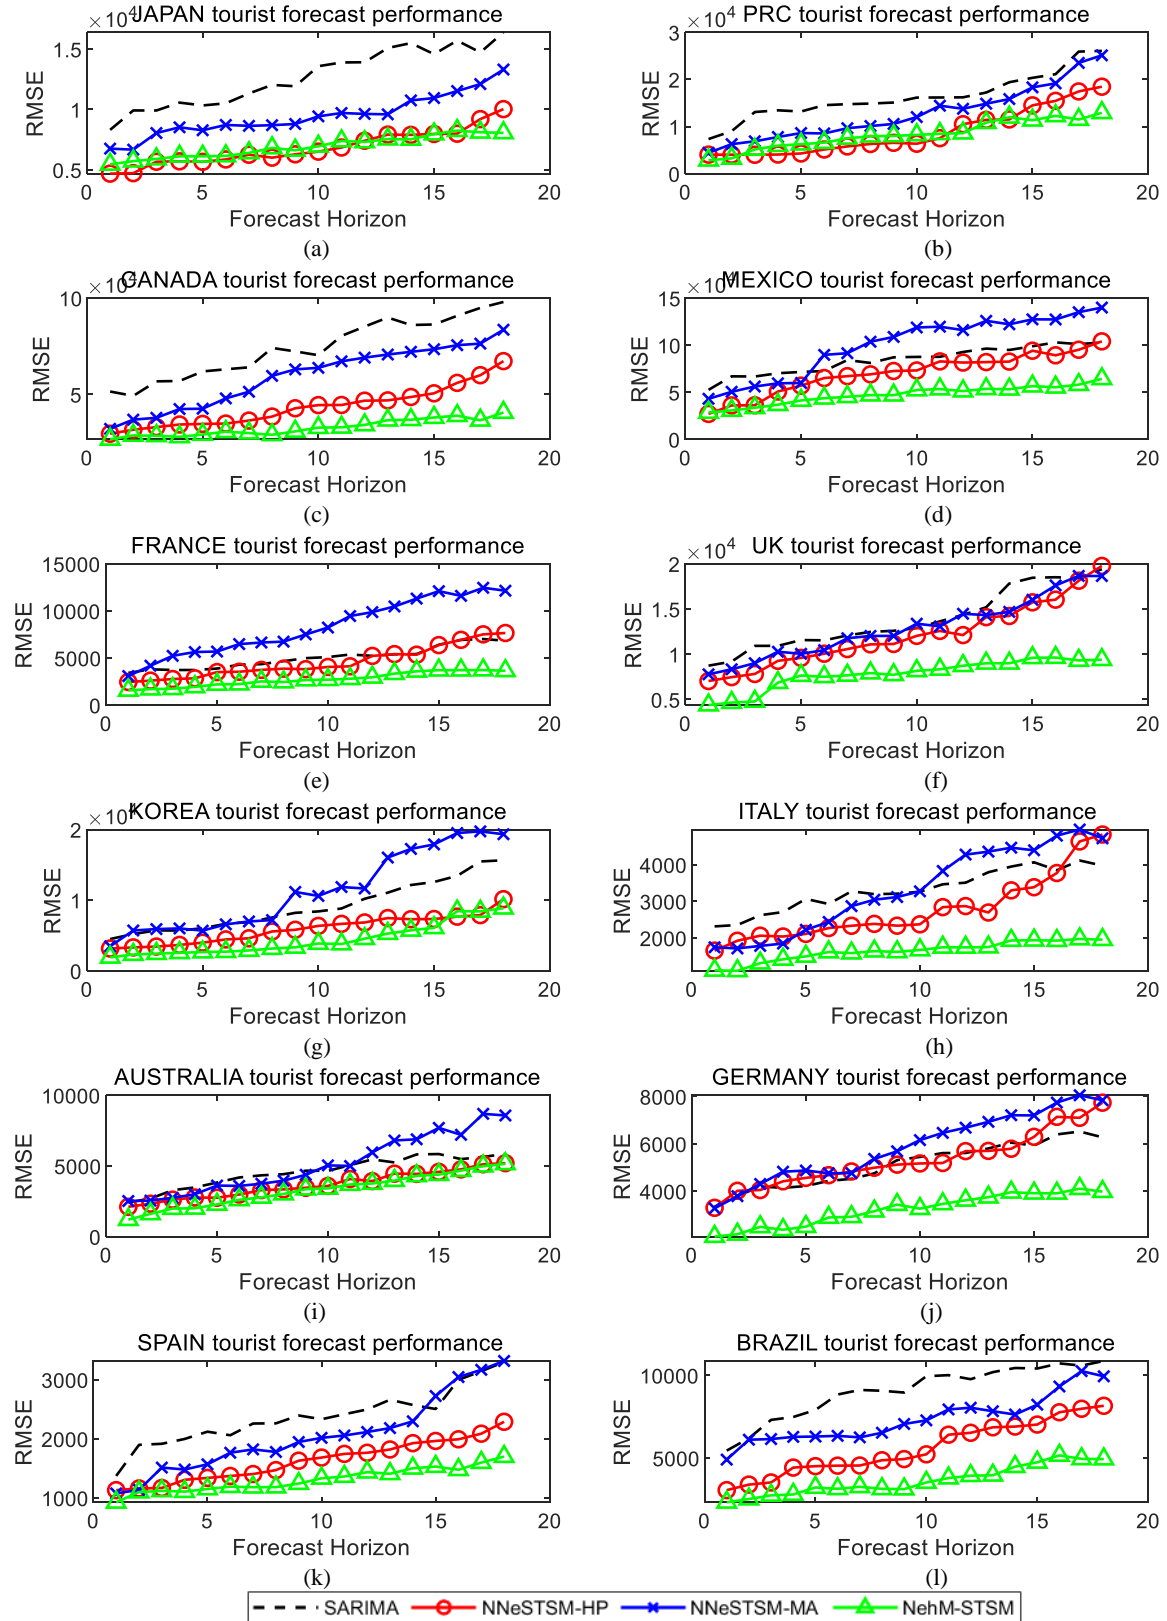 ×10⁴ JAPAN tourist forecast performance
1.5
1
0.5
RMSE
0 5 10 15 20
Forecast Horizon
(a)
×10⁴ PRC tourist forecast performance
3
2
1
0
RMSE
0 5 10 15 20
Forecast Horizon
(b)
×10⁴ CANADA tourist forecast performance
10
5
RMSE
0 5 10 15 20
Forecast Horizon
(c)
×10⁴ MEXICO tourist forecast performance
15
10
5
0
RMSE
0 5 10 15 20
Forecast Horizon
(d)
FRANCE tourist forecast performance
15000
10000
5000
0
RMSE
0 5 10 15 20
Forecast Horizon
(e)
×10⁴ UK tourist forecast performance
2
1.5
1
0.5
RMSE
0 5 10 15 20
Forecast Horizon
(f)
×10⁴ KOREA tourist forecast performance
2
1
0
RMSE
0 5 10 15 20
Forecast Horizon
(g)
ITALY tourist forecast performance
4000
3000
2000
RMSE
0 5 10 15 20
Forecast Horizon
(h)
AUSTRALIA tourist forecast performance
10000
5000
0
RMSE
0 5 10 15 20
Forecast Horizon
(i)
GERMANY tourist forecast performance
8000
6000
4000
RMSE
0 5 10 15 20
Forecast Horizon
(j)
SPAIN tourist forecast performance
3000
2000
1000
RMSE
0 5 10 15 20
Forecast Horizon
(k)
BRAZIL tourist forecast performance
10000
5000
RMSE
0 5 10 15 20
Forecast Horizon
(l)
SARIMA NNeSTSM-HP NNeSTSM-MA NehM-STSM